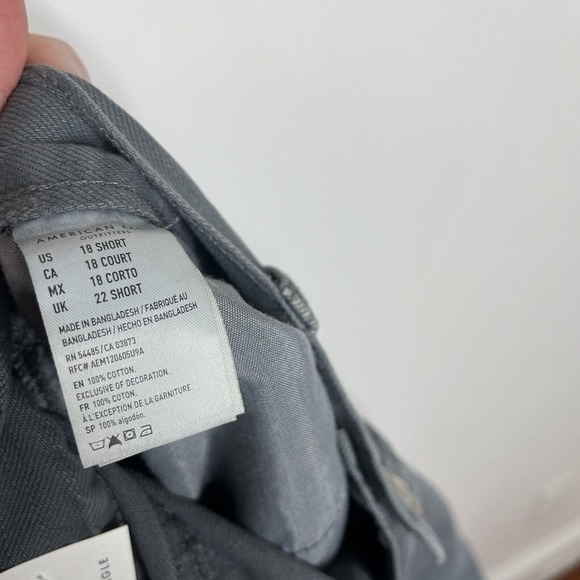 AMERICAN
OUTFITTERS
US 18 SHORT
CA 18 COURT
MX 18 CORTO
UK 22 SHORT
MADE IN BANGLADESH / FABRIQUÉ AU
BANGLADESH / HECHO EN BANGLADESH
RN 54485 / CA 03873
RFC# AEM120605U9A
EN 100% COTTON.
EXCLUSIVE OF DECORATION.
FR 100% COTON.
À L'EXCEPTION DE LA GARNITURE
SP 100% algodón.